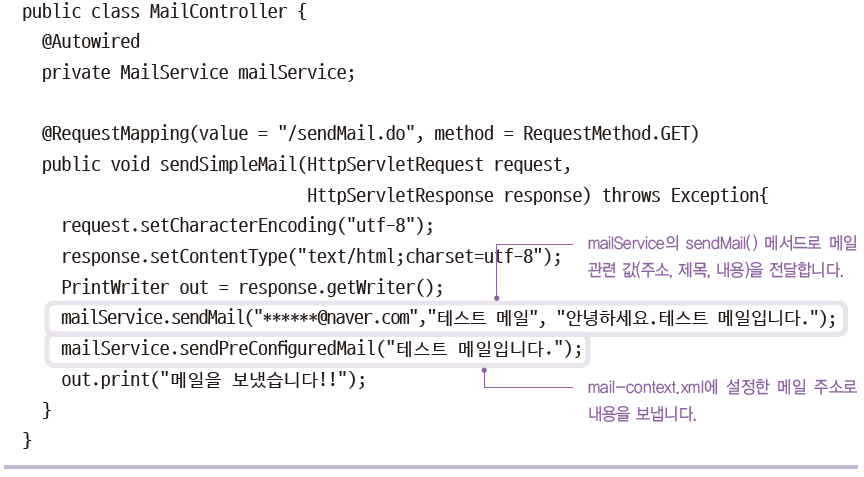 public class MailController {
@Autowired
private MailService mailService;
@RequestMapping(value = "/sendMail.do", method = RequestMethod.GET)
public void sendSimpleMail(HttpServletRequest request,
HttpServletResponse response) throws Exception{
request.setCharacterEncoding("utf-8");
response.setContentType("text/html;charset=utf-8");
PrintWriter out = response.getWriter();
mailService.sendMail("******@naver.com","테스트 메일", "안녕하세요.테스트 메일입니다.");
mailService.sendPreConfiguredMail("테스트 메일입니다.");
out.print("메일을 보냈습니다!!");
}
}
mailService의 sendMail() 메서드로 메일
관련 값(주소, 제목, 내용)을 전달합니다.
mail-context.xml에 설정한 메일 주소로
내용을 보냅니다.